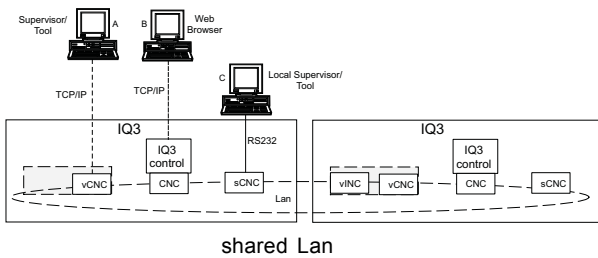 Supervisor/
Tool
A
B
Web
Browser
C
Local Supervisor/
Tool
TCP/IP
TCP/IP
RS232
IQ3
IQ3
IQ3
control
IQ3
control
vCNC
CNC
sCNC
vINC
vCNC
CNC
sCNC
Lan
shared Lan